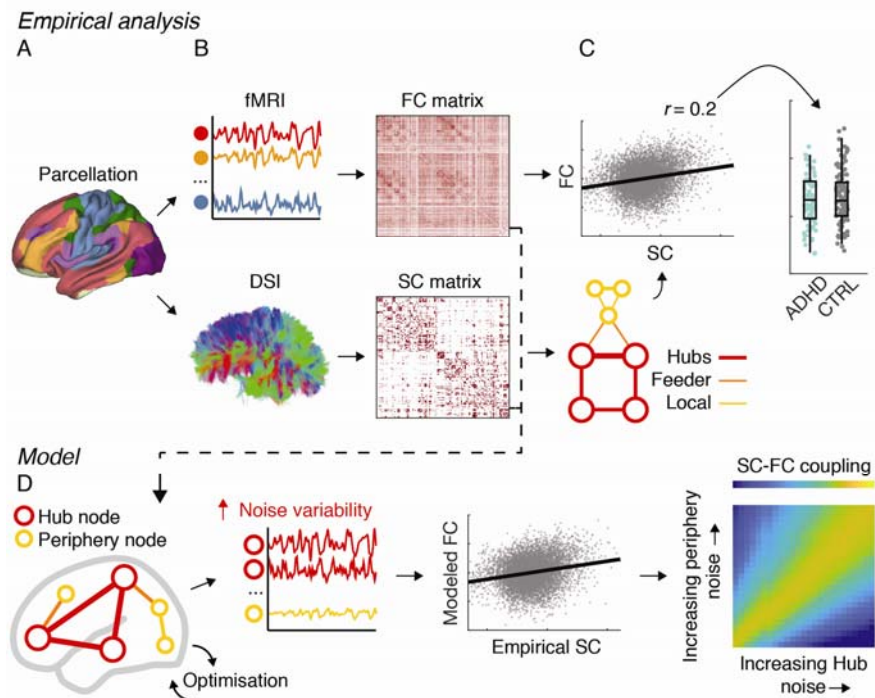 Empirical analysis
A
B
C
fMRI
FC matrix
r = 0.2
Parcellation
...
FC
SC
DSI
SC matrix
ADHD
CTRL
Hubs
Feeder
Local
Model
D
Hub node
Periphery node
↑ Noise variability
...
Modeled FC
Empirical SC
SC-FC coupling
Increasing periphery
noise →
Increasing Hub
noise →
Optimisation